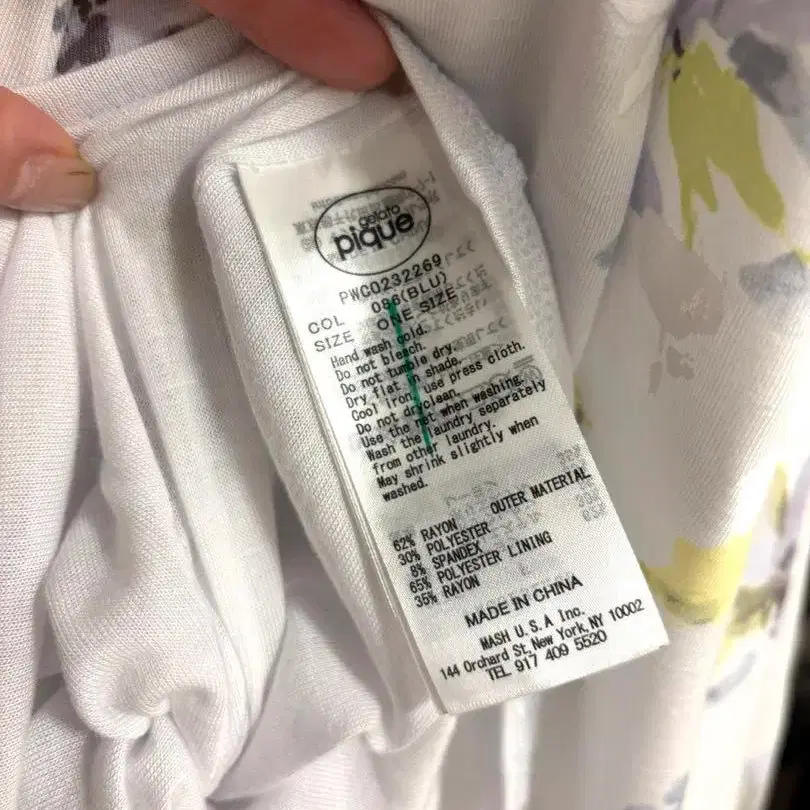 gelato
pique
PWC0232269
COL 086(BLU)
SIZE ONE SIZE
Hand wash cold.
Do not bleach.
Do not tumble dry.
Dry flat in shade.
Cool iron, use press cloth.
Do not dryclean.
Use the net when washing.
Wash the laundry separately
from other laundry.
May shrink slightly when
washed.
OUTER MATERIAL
62% RAYON
30% POLYESTER
8% SPANDEX
LINING
65% POLYESTER
35% RAYON
MADE IN CHINA
MASH U.S.A Inc.
144 Orchard St, New York, NY 10002
TEL 917 409 5520